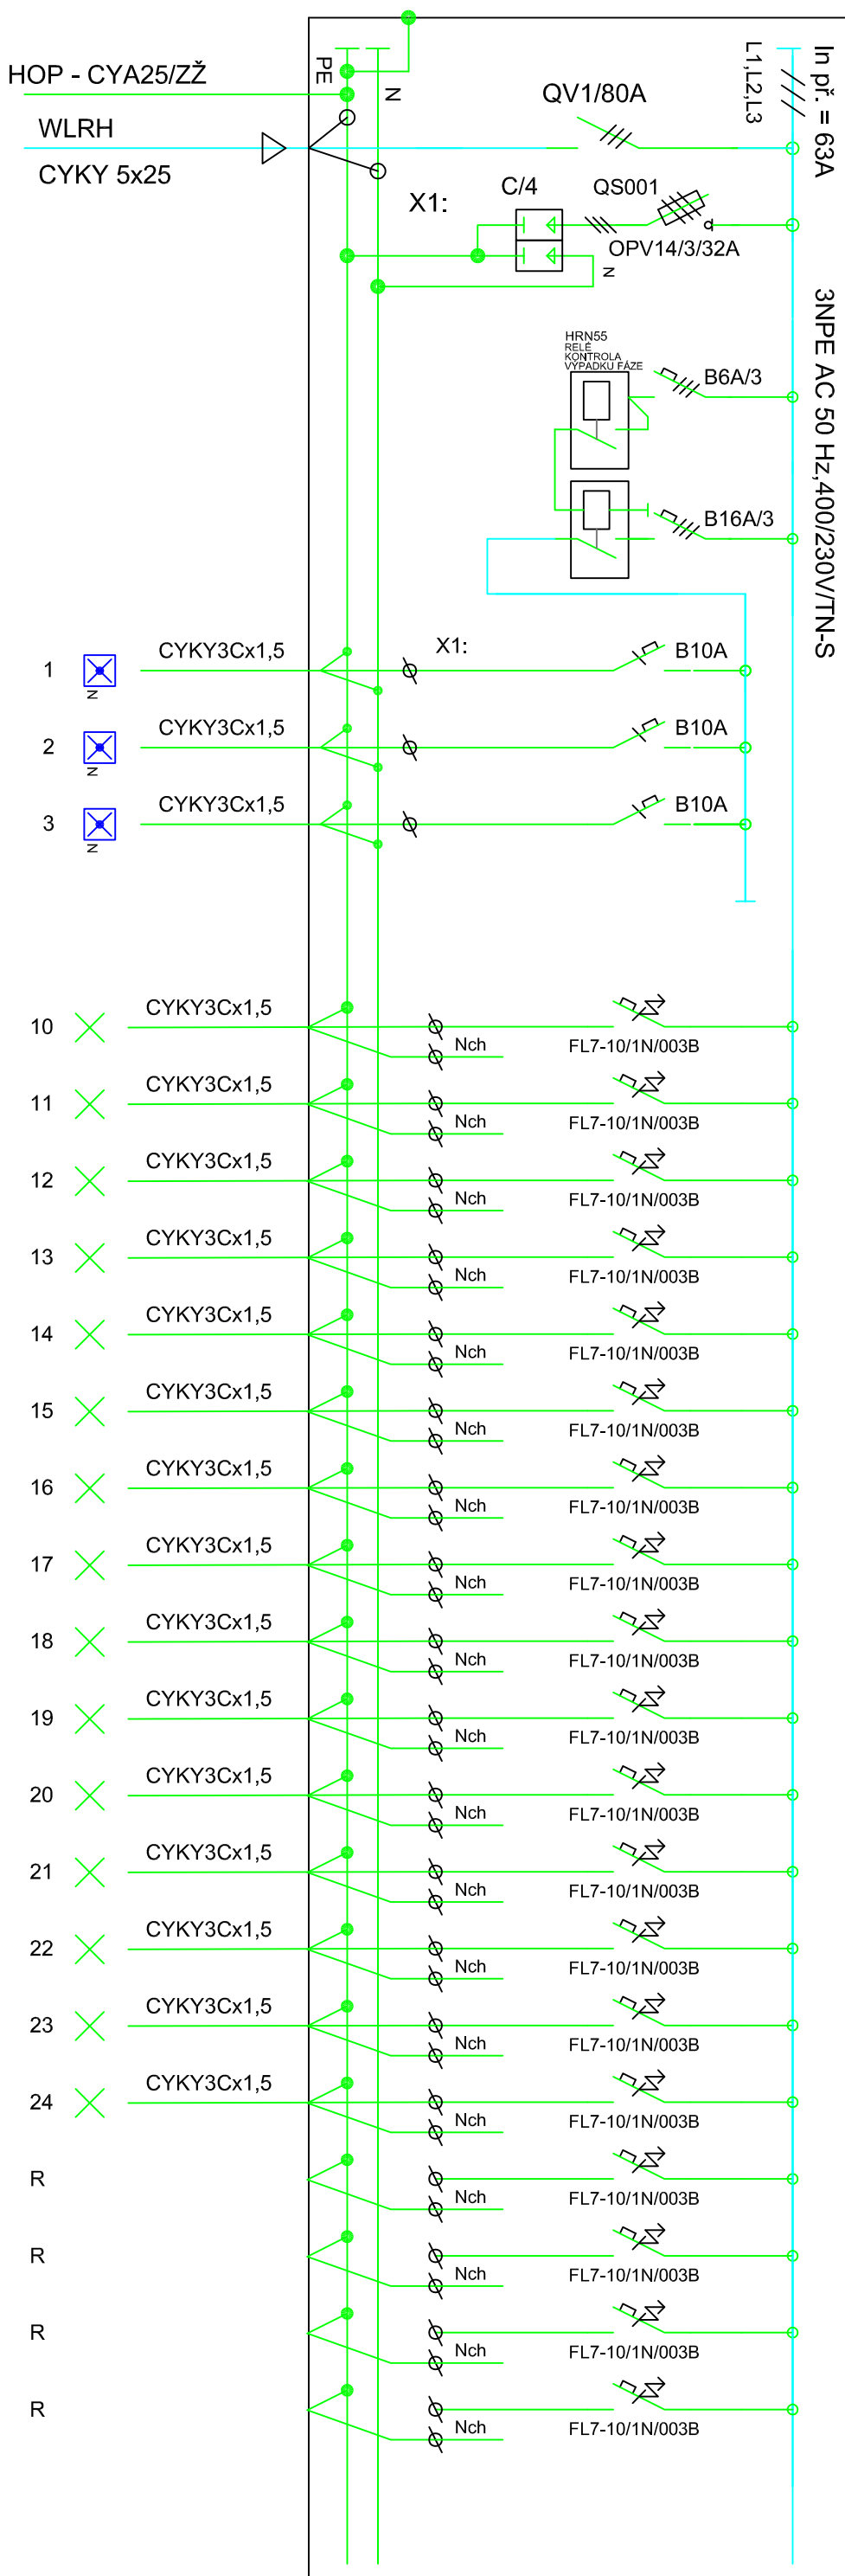 In př. = 63A
L1,L2,L3
PE
HOP - CYA25/ZŽ
N
QV1/80A
WLRH
CYKY 5x25
X1:
C/4
QS001
OPV14/3/32A
N
3NPE AC 50 Hz,400/230V/TN-S
HRN55
RELÉ
KONTROLA
VÝPADKU FÁZE
B6A/3
B16A/3
1
N
CYKY3Cx1,5
X1:
B10A
2
N
CYKY3Cx1,5
B10A
3
N
CYKY3Cx1,5
B10A
10
CYKY3Cx1,5
Nch
FL7-10/1N/003B
11
CYKY3Cx1,5
Nch
FL7-10/1N/003B
12
CYKY3Cx1,5
Nch
FL7-10/1N/003B
13
CYKY3Cx1,5
Nch
FL7-10/1N/003B
14
CYKY3Cx1,5
Nch
FL7-10/1N/003B
15
CYKY3Cx1,5
Nch
FL7-10/1N/003B
16
CYKY3Cx1,5
Nch
FL7-10/1N/003B
17
CYKY3Cx1,5
Nch
FL7-10/1N/003B
18
CYKY3Cx1,5
Nch
FL7-10/1N/003B
19
CYKY3Cx1,5
Nch
FL7-10/1N/003B
20
CYKY3Cx1,5
Nch
FL7-10/1N/003B
21
CYKY3Cx1,5
Nch
FL7-10/1N/003B
22
CYKY3Cx1,5
Nch
FL7-10/1N/003B
23
CYKY3Cx1,5
Nch
FL7-10/1N/003B
24
CYKY3Cx1,5
Nch
FL7-10/1N/003B
R
Nch
FL7-10/1N/003B
R
Nch
FL7-10/1N/003B
R
Nch
FL7-10/1N/003B
R
Nch
FL7-10/1N/003B